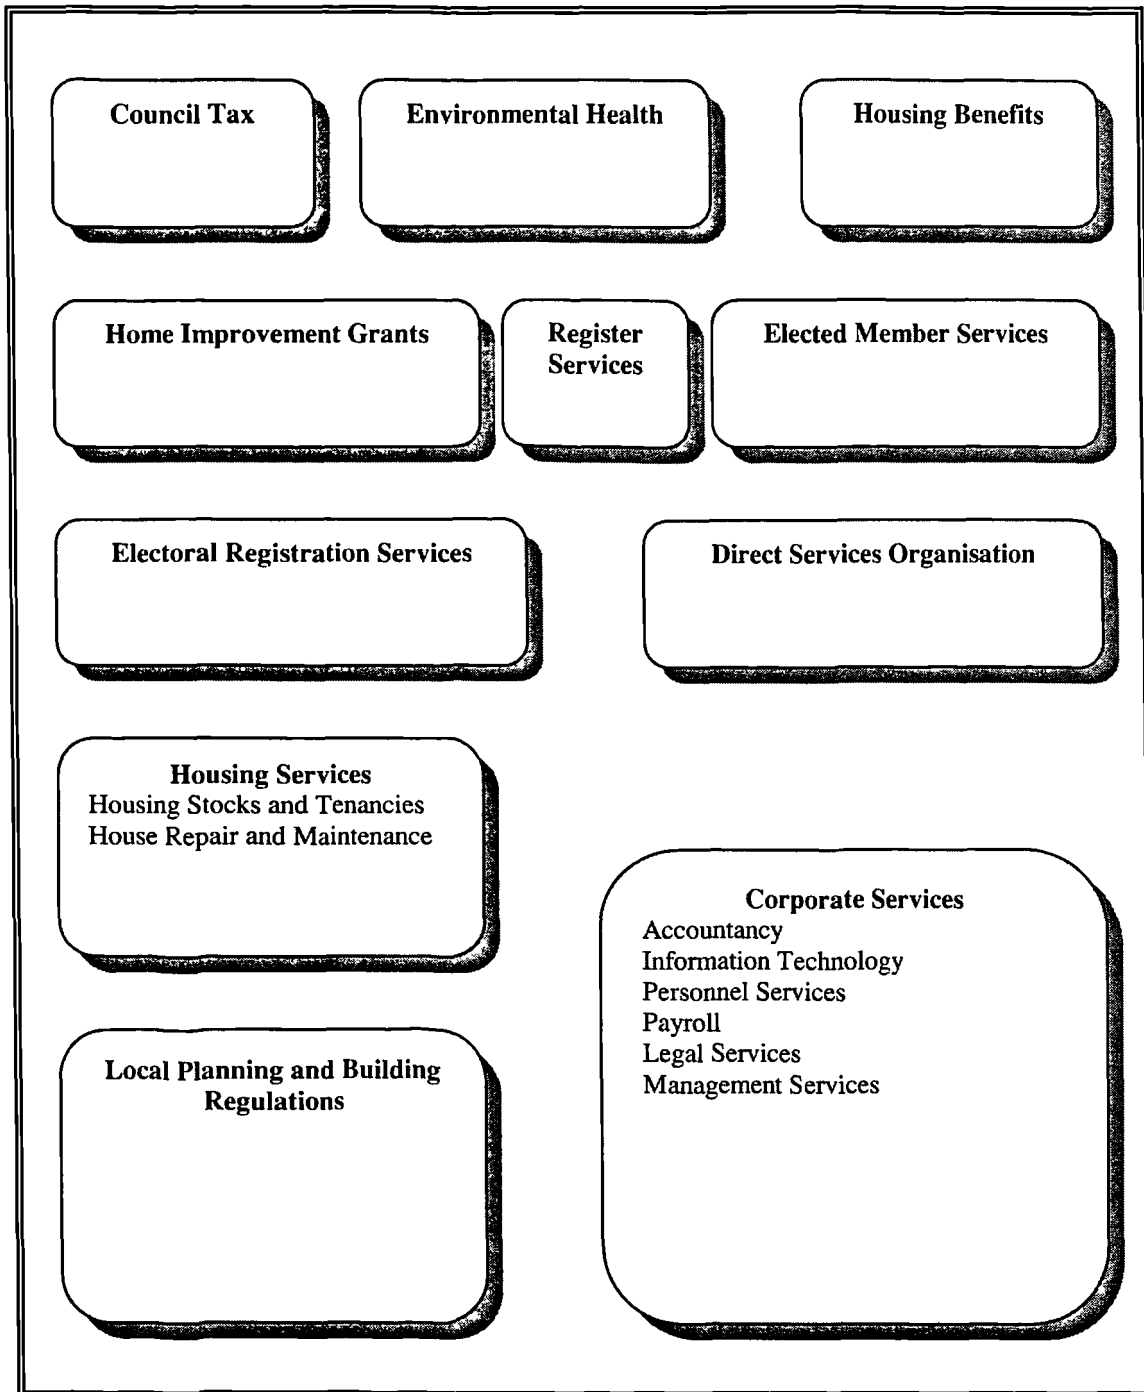 Council Tax
Environmental Health
Housing Benefits
Home Improvement Grants
Register
Services
Elected Member Services
Electoral Registration Services
Direct Services Organisation
Housing Services
Housing Stocks and Tenancies
House Repair and Maintenance
Corporate Services
Accountancy
Information Technology
Personnel Services
Payroll
Legal Services
Management Services
Local Planning and Building
Regulations